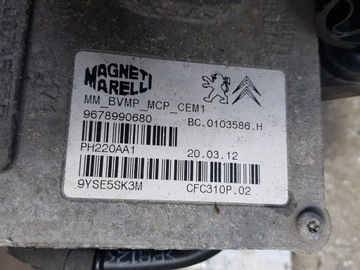 MAGNETI
MARELLI
MM_BVMP_MCP_CEM1
9678990680 BC.0103586.H
PH220AA1 20.03.12
9YSE5SK3M CFC310P.02